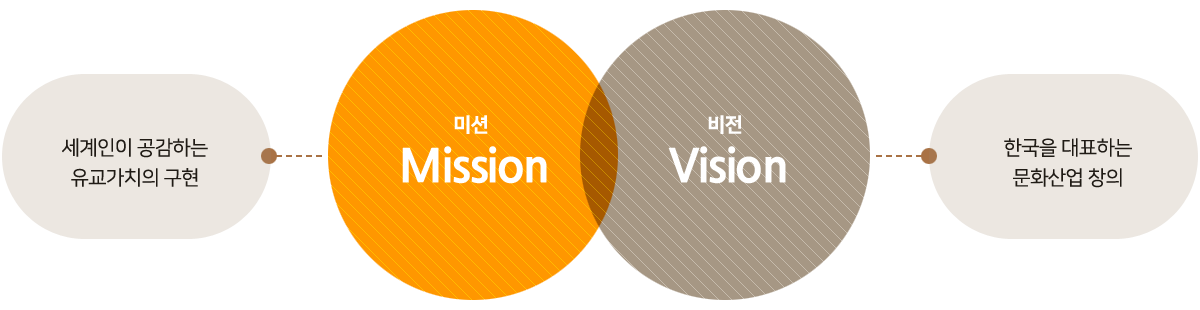 세계인이 공감하는
유교가치의 구현
미션
Mission
비전
Vision
한국을 대표하는
문화산업 창의